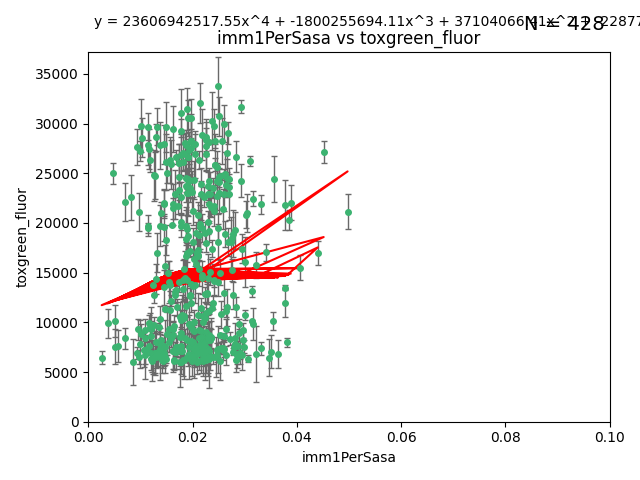 y = 23606942517.55x^4 + -1800255694.11x^3 +
N = 428
imm1PerSasa vs toxgreen_fluor
toxgreen_fluor
35000
30000
25000
20000
15000
10000
5000
0
0.00 0.02 0.04 0.06 0.08 0.10
imm1PerSasa